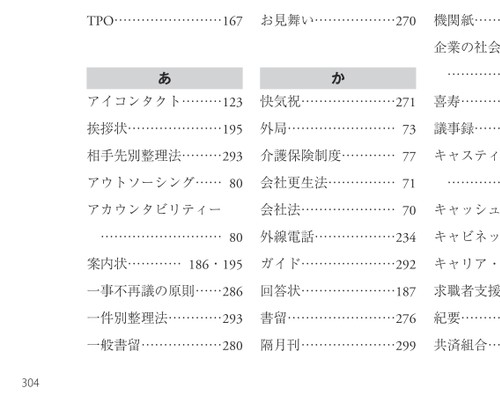 TPO……………………167
あ
アイコンタクト………123
挨拶状…………………195
相手先別整理法………293
アウトソーシング…… 80
アカウンタビリティー
…………………… 80
案内状………… 186・195
一事不再議の原則……286
一件別整理法…………293
一般書留………………280
お見舞い………………270
か
快気祝…………………271
外局…………………… 73
介護保険制度………… 77
会社更生法…………… 71
会社法………………… 70
外線電話………………234
ガイド…………………292
回答状…………………187
書留……………………276
隔月刊…………………299
機関紙……
企業の社会
…………
喜寿………
議事録……
キャスティ
…………
キャッシュ
キャビネッ
キャリア・
求職者支援
紀要………
共済組合…
304